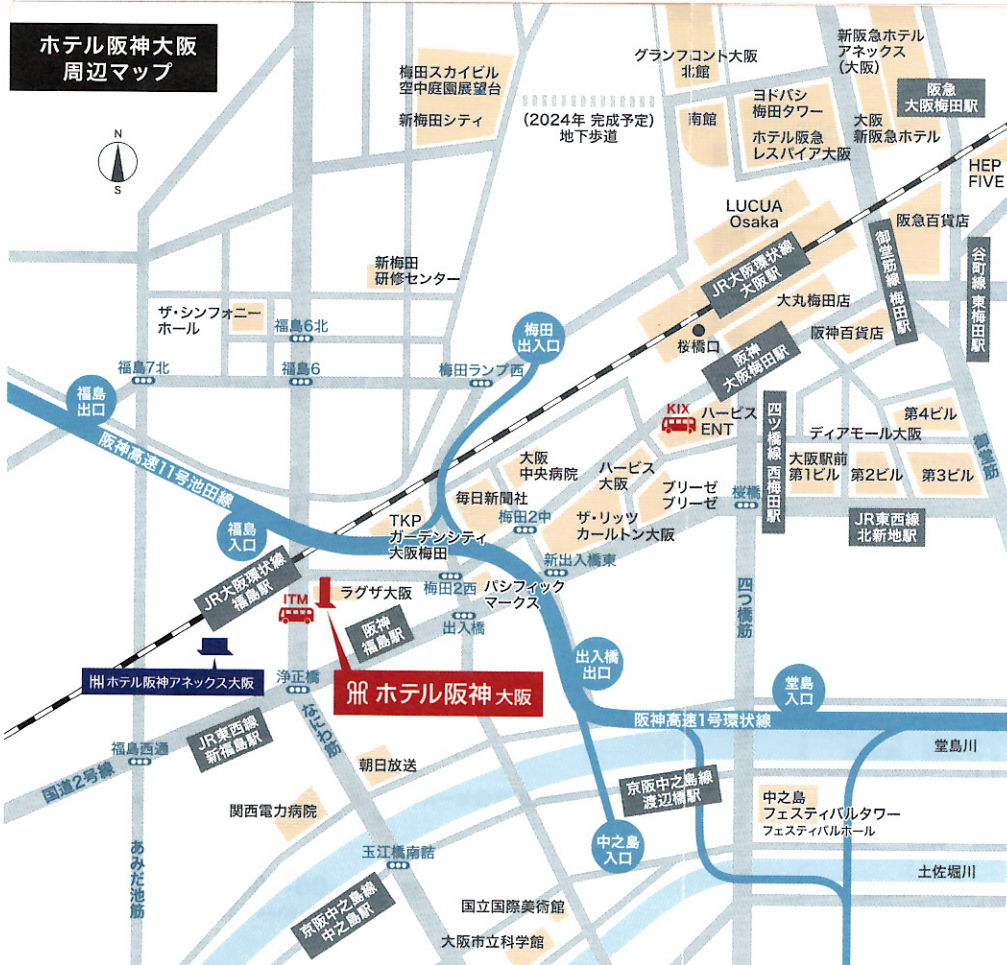 ホテル阪神大阪
周辺マップ
N
S
梅田スカイビル
空中庭園展望台
新梅田シティ
(2024年 完成予定)
地下歩道
グランフロント大阪
北館
南館
ヨドバシ
梅田タワー
ホテル阪急
レスパイア大阪
新阪急ホテル
アネックス
(大阪)
大阪
新阪急ホテル
阪急
大阪梅田駅
HEP
FIVE
LUCUA
Osaka
阪急百貨店
御堂筋線 梅田駅
谷町線 東梅田駅
JR大阪環状線
大阪駅
大丸梅田店
阪神百貨店
桜橋口
阪神
大阪梅田駅
新梅田
研修センター
ザ・シンフォニー
ホール
福島6北
福島7北
福島6
梅田ランプ西
梅田
出入口
福島
出口
阪神高速11号池田線
KIX
ハービス
ENT
四ツ橋線 西梅田駅
第4ビル
ディアモール大阪
大阪駅前
第1ビル
第2ビル
第3ビル
御堂筋
大阪
中央病院
ハービス
大阪
ブリーゼ
ブリーゼ
桜橋
毎日新聞社
梅田2中
ザ・リッツ
カールトン大阪
JR東西線
北新地駅
福島
入口
TKP
ガーデンシティ
大阪梅田
新出入橋東
JR大阪環状線
福島駅
ITM
ラグザ大阪
梅田2西
パシフィック
マークス
四つ橋筋
阪神
福島駅
出入橋
ホテル阪神アネックス大阪
浄正橋
ホテル阪神 大阪
出入橋
出口
堂島
入口
阪神高速1号環状線
なにわ筋
JR東西線
新福島駅
福島西通
国道2号線
堂島川
朝日放送
京阪中之島線
渡辺橋駅
中之島
フェスティバルタワー
フェスティバルホール
関西電力病院
中之島
入口
玉江橋南詰
あみだ池筋
土佐堀川
京阪中之島線
中之島駅
国立国際美術館
大阪市立科学館